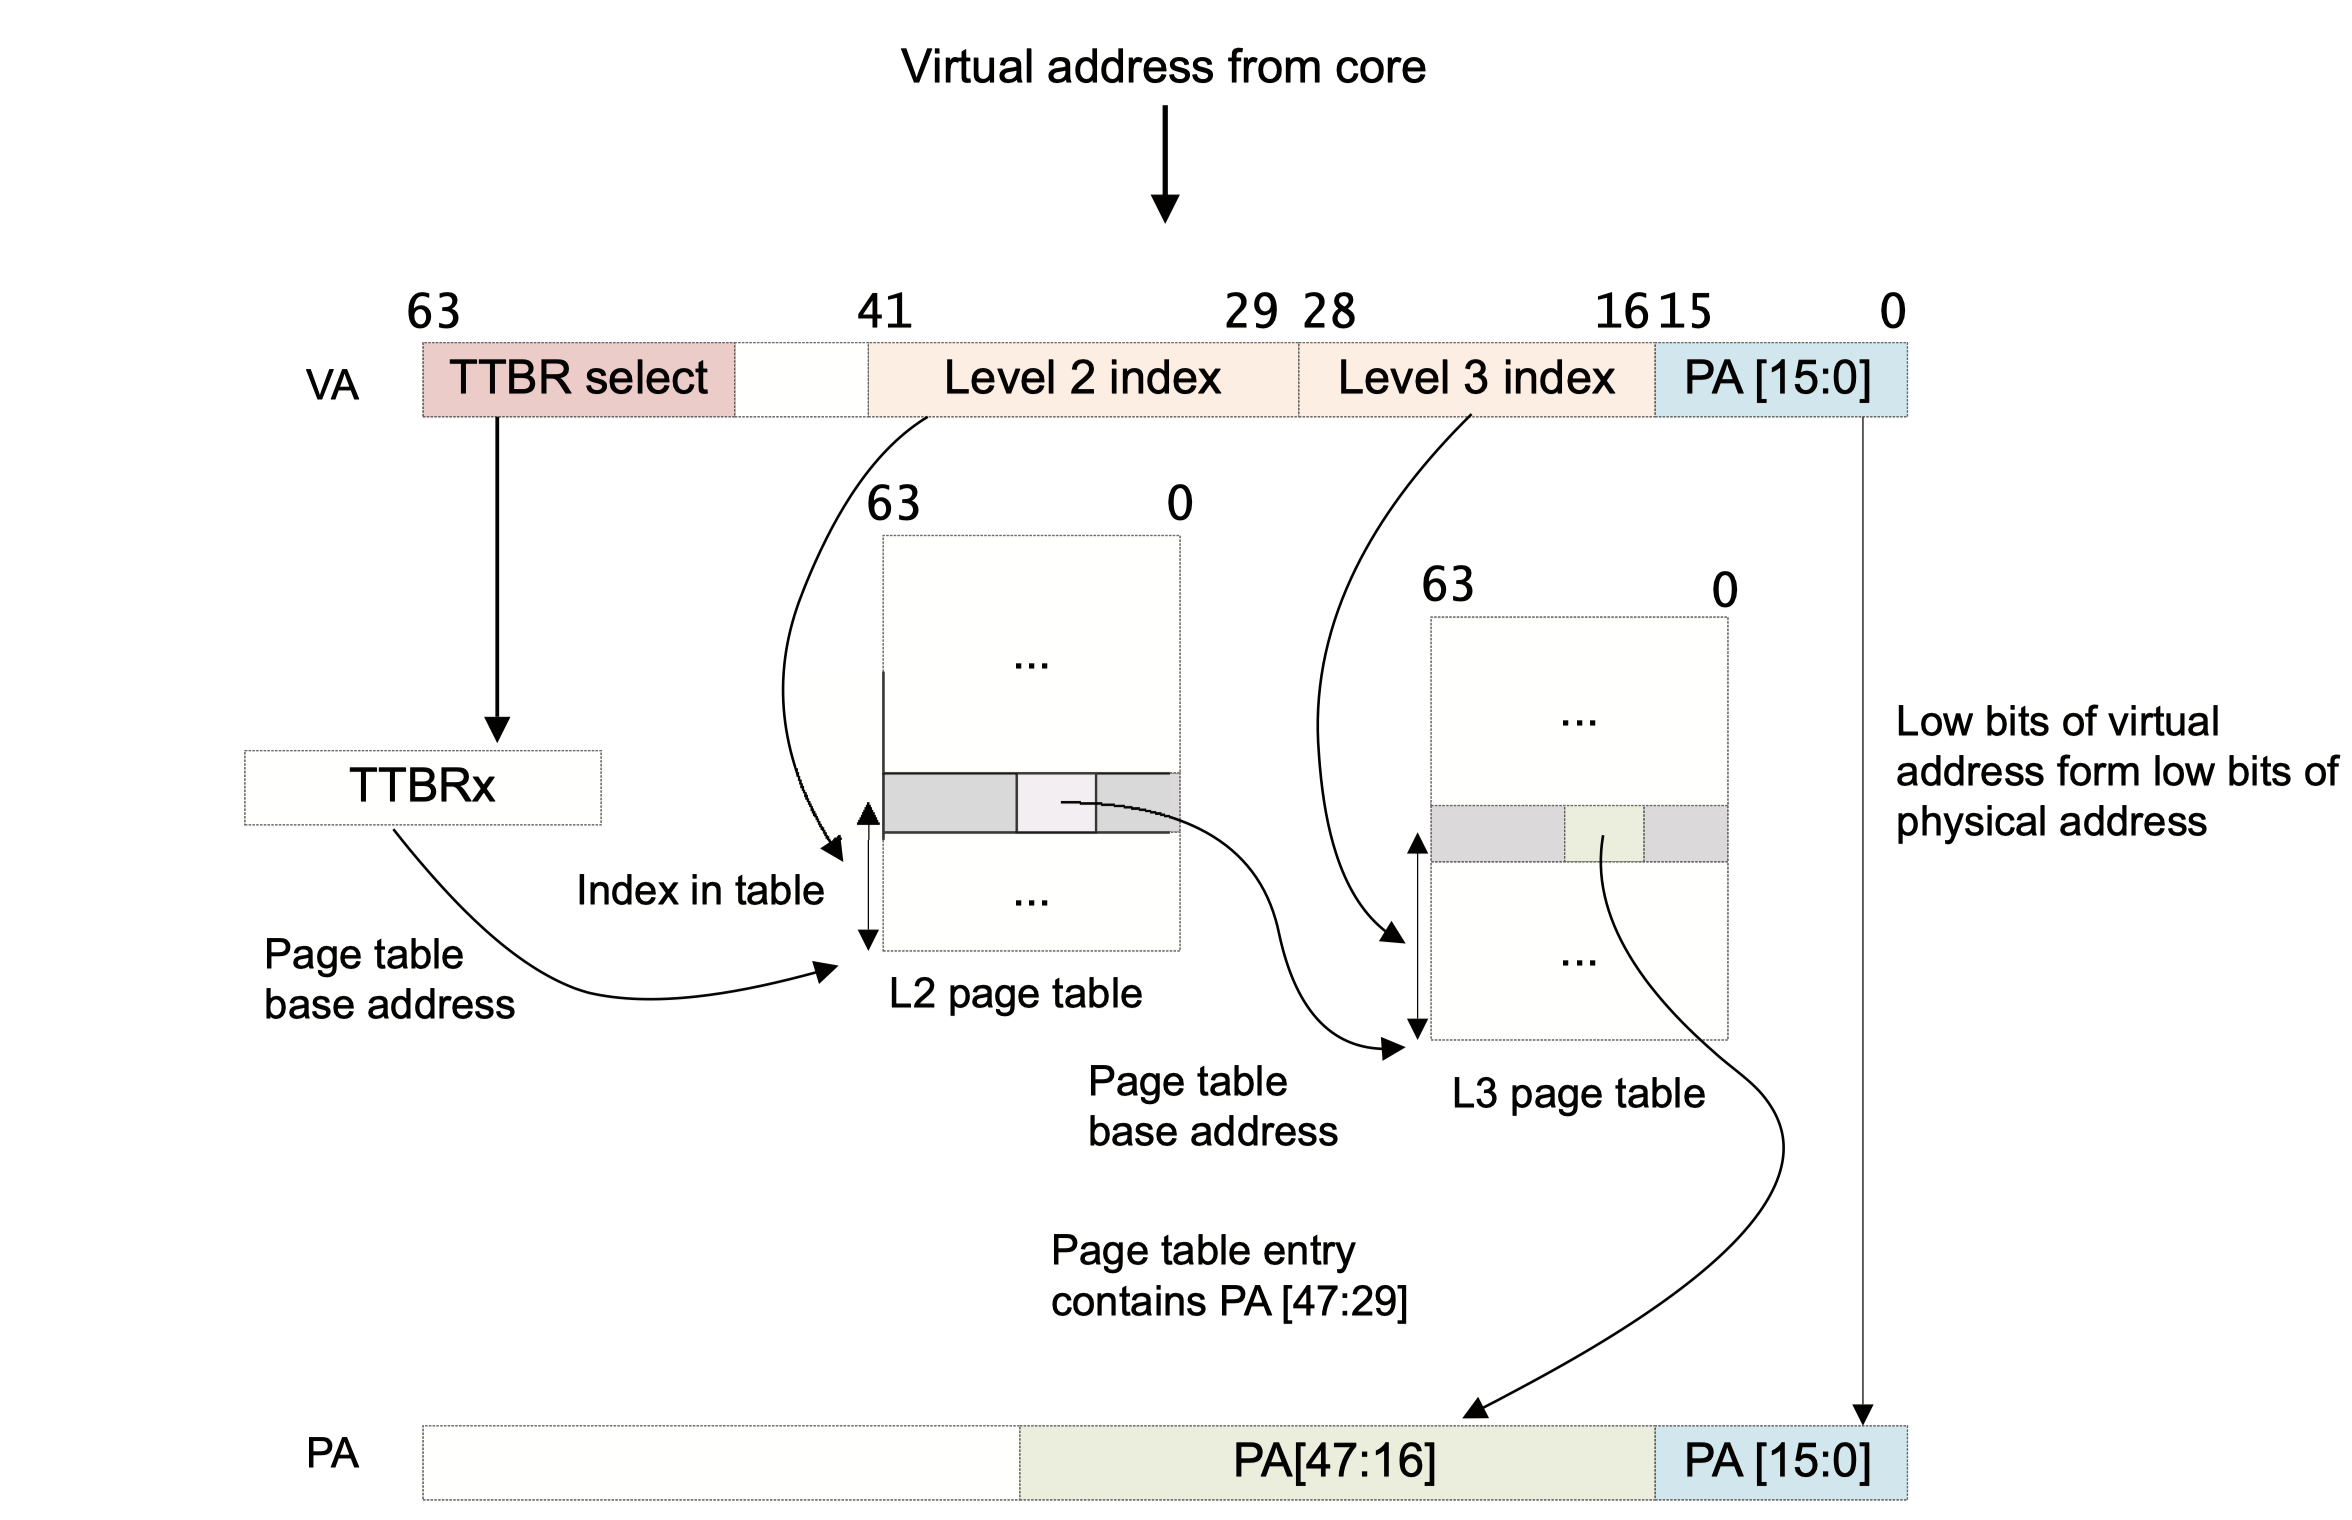 Virtual address from core
63 41 29 28 16 15 0
VA TTBR select Level 2 index Level 3 index PA [15:0]
63 0
63 0
...
...
Low bits of virtual
address form low bits of
physical address
TTBRx
Index in table
...
...
Page table
base address
L2 page table
Page table
base address
L3 page table
Page table entry
contains PA [47:29]
PA PA[47:16] PA [15:0]